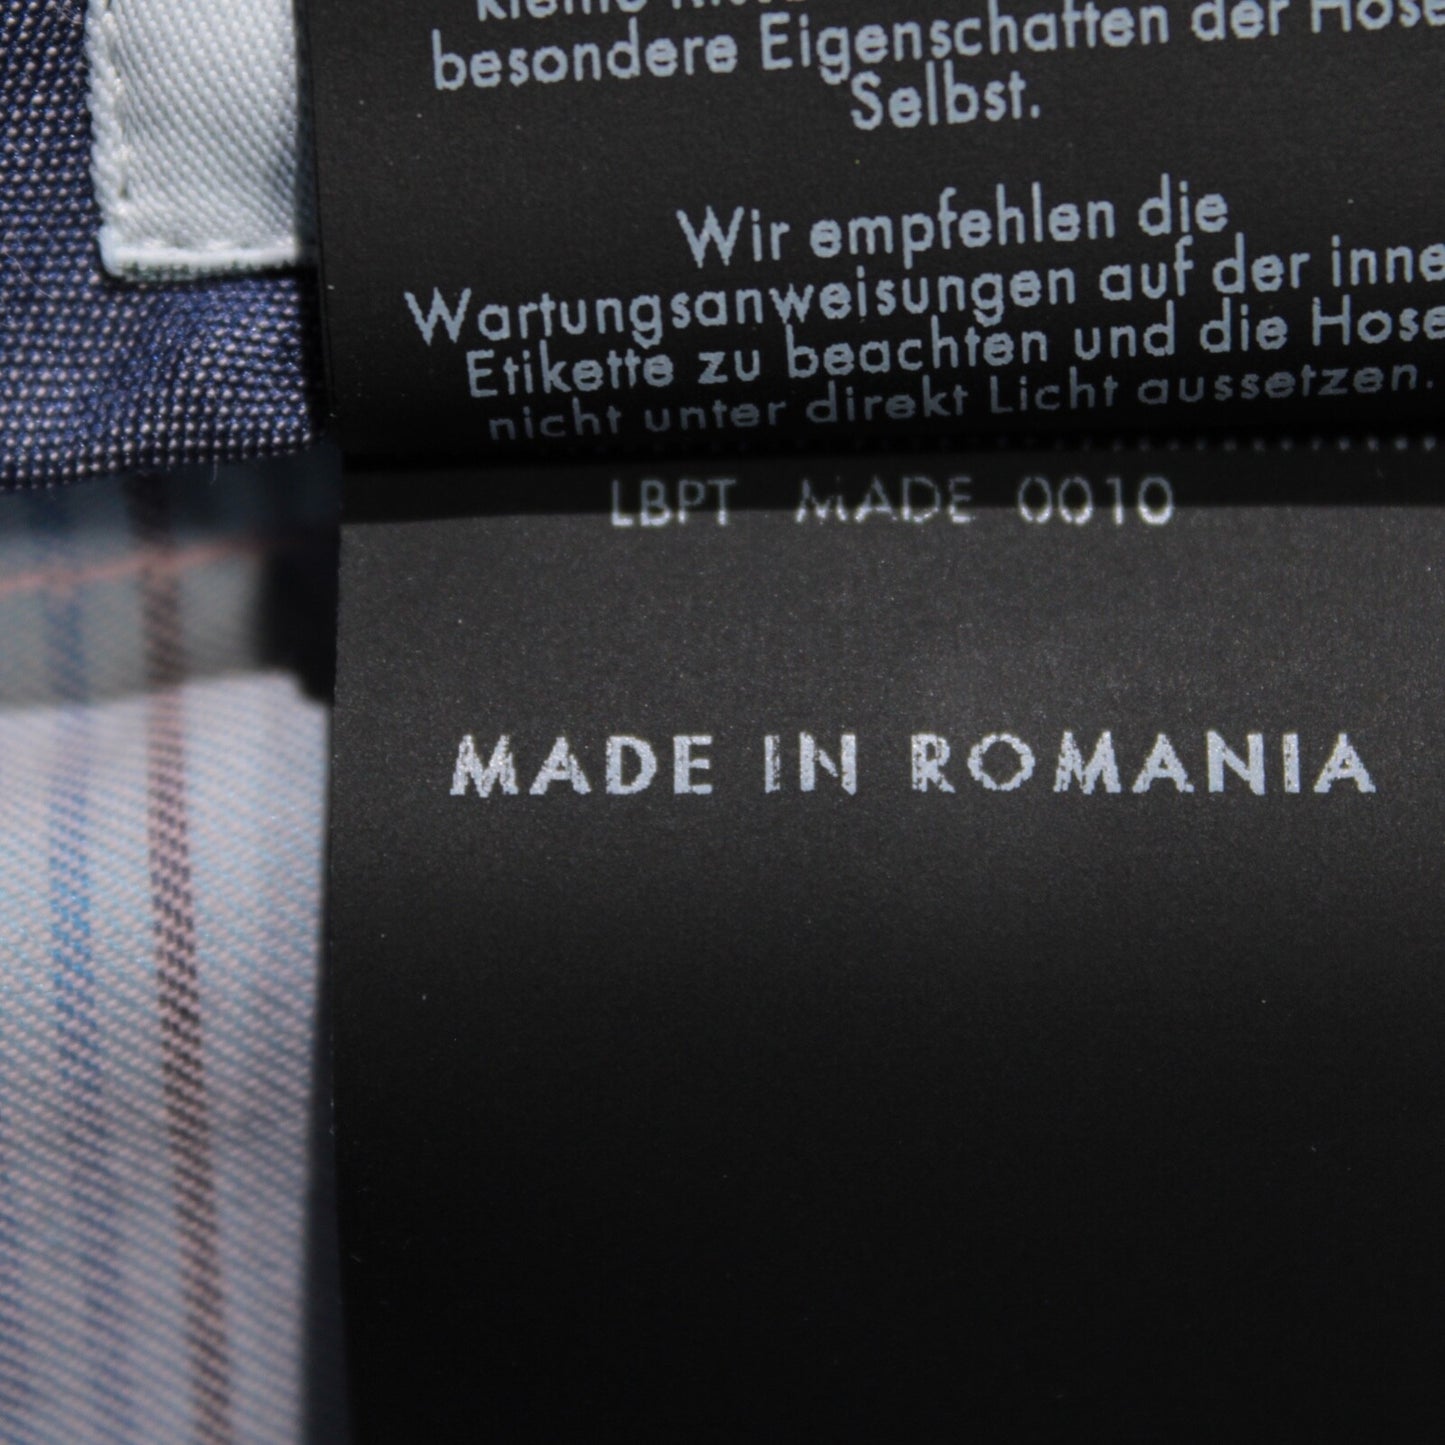 kleine
besondere Eigenschaften der Hose
Selbst.
Wir empfehlen die
Wartungsanweisungen auf der inne
Etikette zu beachten und die Hose
nicht unter direkt Licht aussetzen.
LBPT MADE 0010
MADE IN ROMANIA